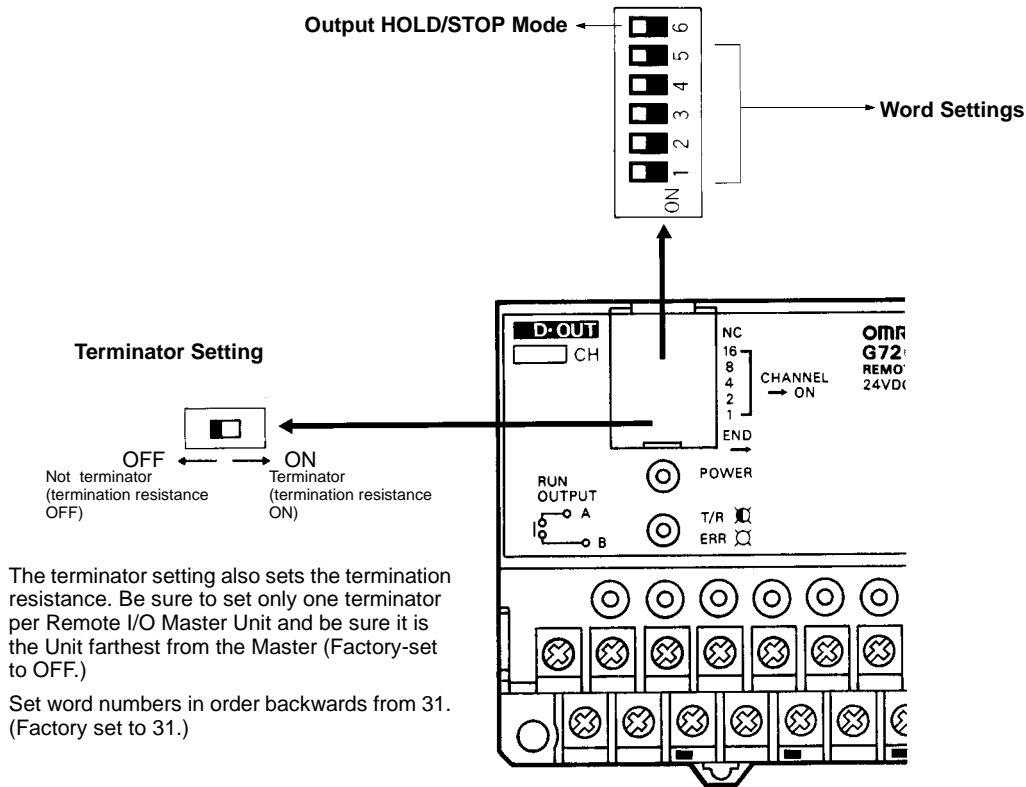 Output HOLD/STOP Mode
6
5
4
3
2
1
ON
Word Settings
Terminator Setting
OFF
ON
Not terminator
(termination resistance
OFF)
Terminator
(termination resistance
ON)
The terminator setting also sets the termination
resistance. Be sure to set only one terminator
per Remote I/O Master Unit and be sure it is
the Unit farthest from the Master (Factory-set
to OFF.)
Set word numbers in order backwards from 31.
(Factory set to 31.)
D·OUT
CH
NC
16
8
4
2
1
CHANNEL
→ ON
END
→
OMR
G72
REMO
24VD
POWER
RUN
OUTPUT
A
B
T/R
ERR